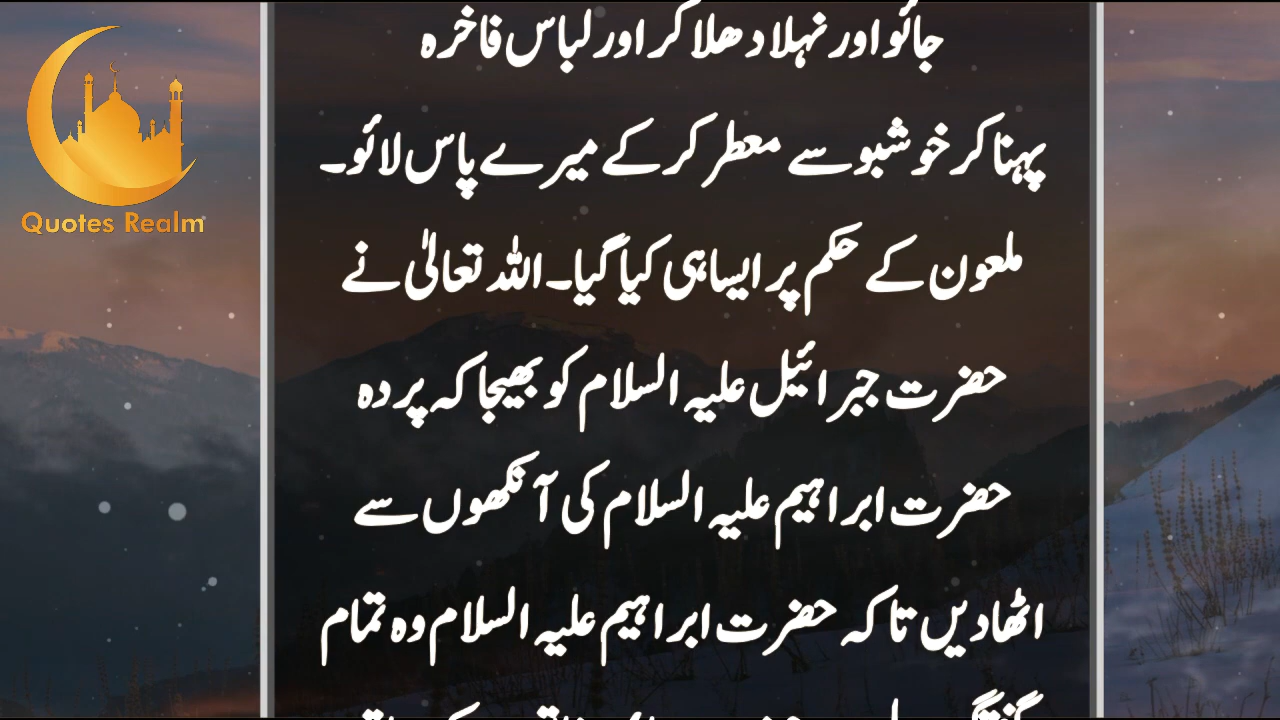 جائو اور نہلا دھلا کر اور لباس فاخرہ
پہنا کر خوشبو سے معطر کر کے میرے پاس لائو۔
ملعون کے حکم پر ایسا ہی کیا گیا۔ اللہ تعالیٰ نے
حضرت جبرائیل علیہ السلام کو بھیجا کہ پردہ
حضرت ابراہیم علیہ السلام کی آنکھوں سے
اٹھادیں تاکہ حضرت ابراہیم علیہ السلام وہ تمام
Quotes Realm